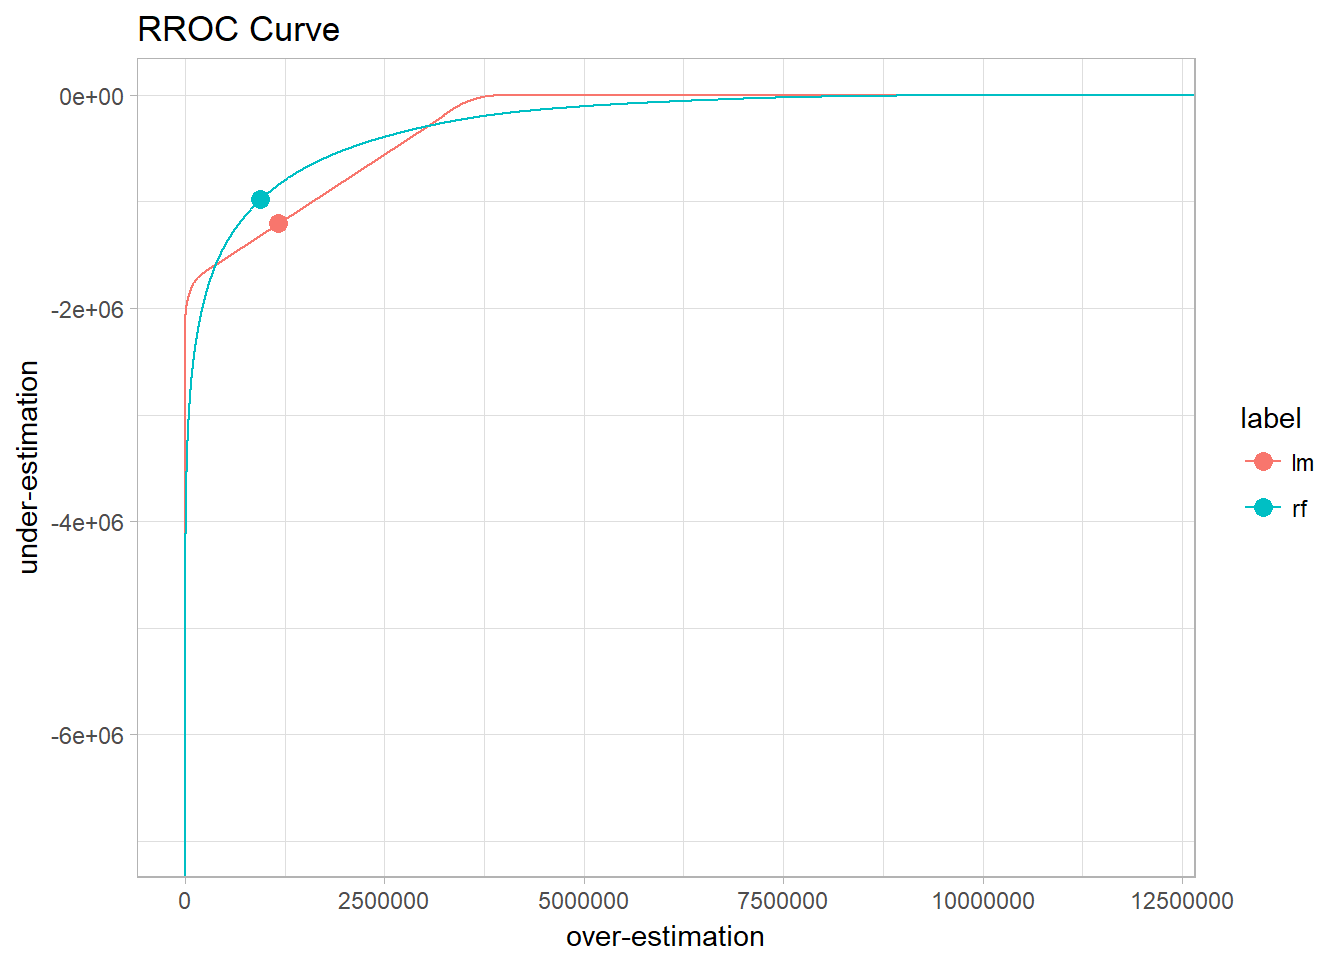 RROC Curve
0e+00
-2e+06
-4e+06
-6e+06
under-estimation
0
2500000
5000000
7500000
10000000
12500000
over-estimation
label
lm
rf